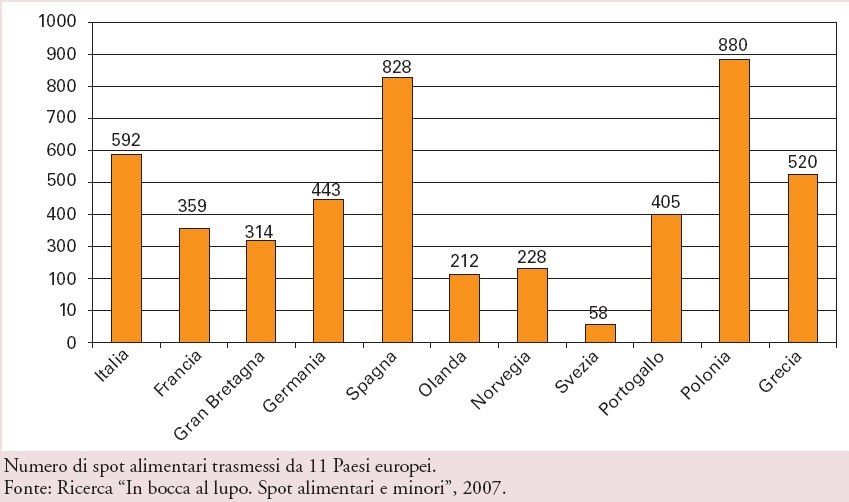 1000
900
800
700
600
500
400
300
100
10
0
592
359
314
443
828
212
228
58
405
880
520
Italia
Francia
Gran Bretagna
Germania
Spagna
Olanda
Norvegia
Svezia
Portogallo
Polonia
Grecia
Numero di spot alimentari trasmessi da 11 Paesi europei.
Fonte: Ricerca “In bocca al lupo. Spot alimentari e minori”, 2007.